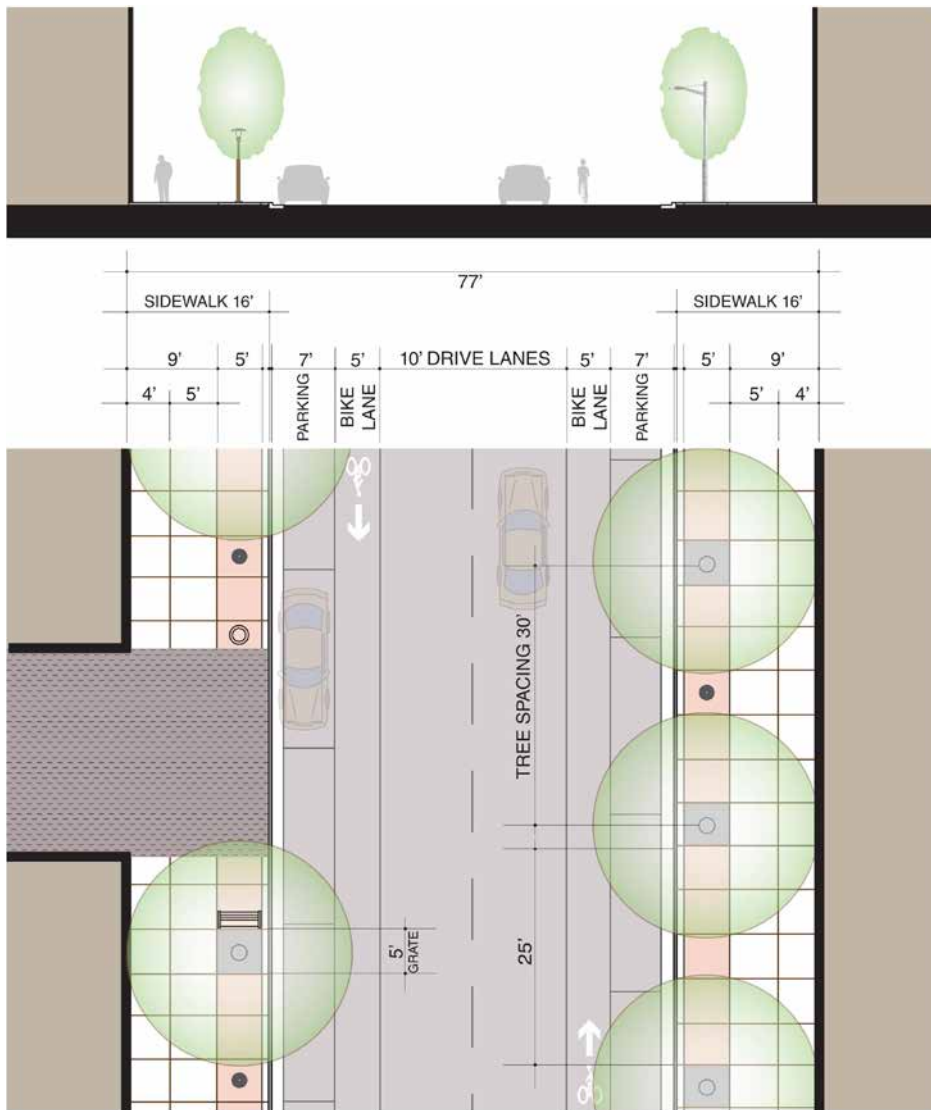 77'
SIDEWALK 16'
SIDEWALK 16'
9'
5'
7'
5'
10' DRIVE LANES
5'
7'
5'
9'
4'
5'
PARKING
BIKE
LANE
BIKE
LANE
PARKING
5'
4'
TREE SPACING 30'
5'
GRATE
25'